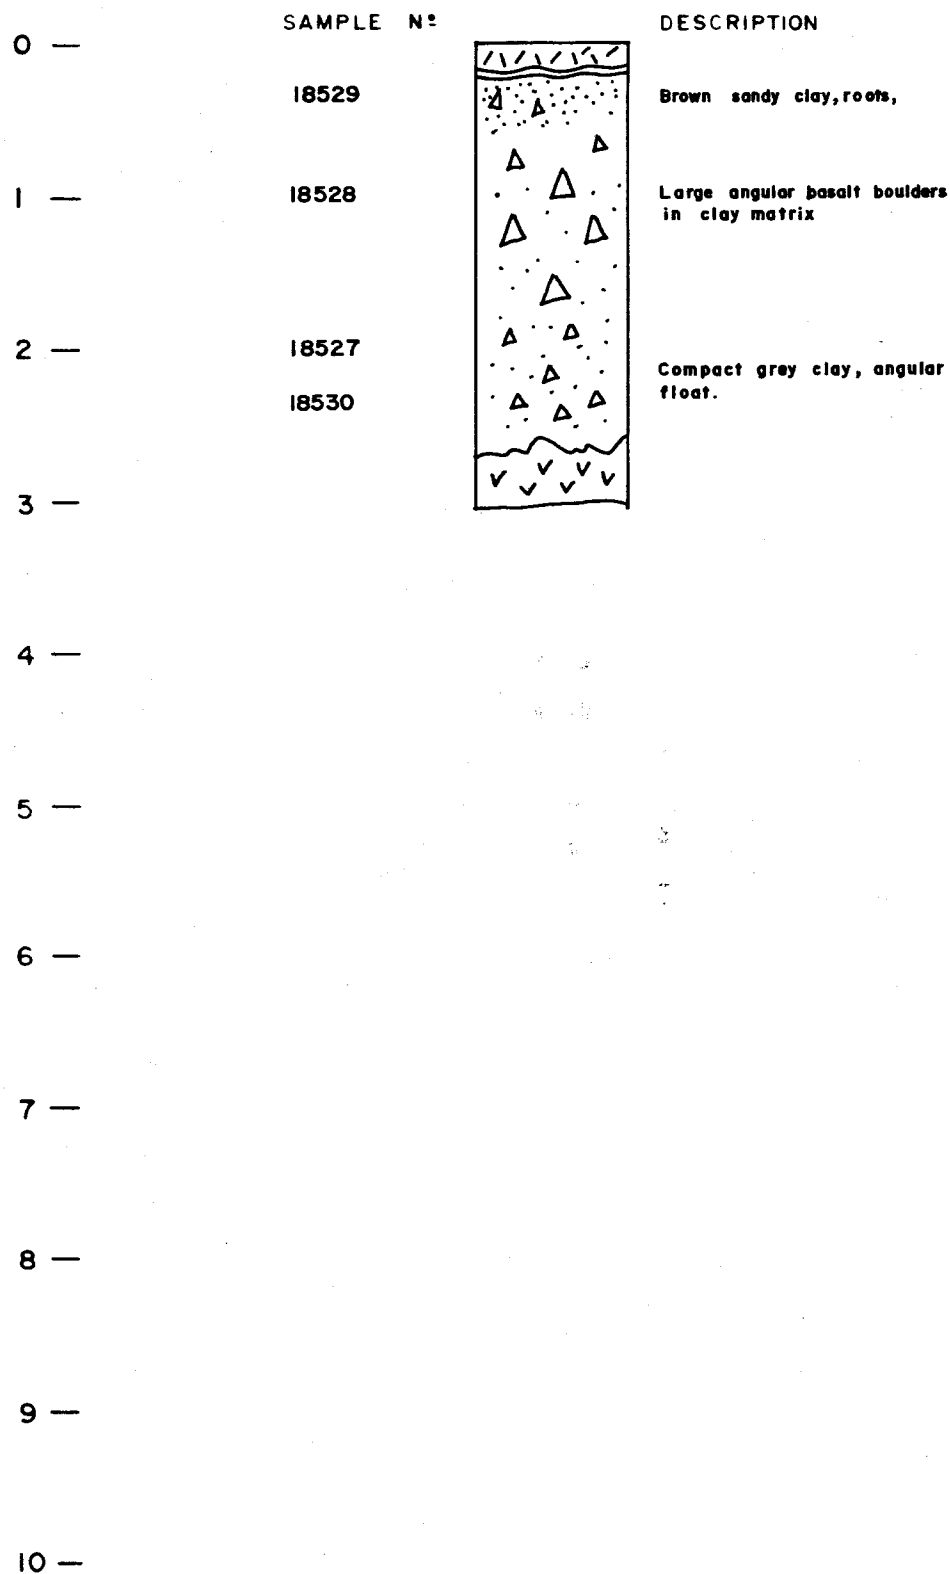 SAMPLE Nº DESCRIPTION
0 —
18529 Brown sandy clay, roots,
1 — 18528 Large angular basalt boulders
in clay matrix
2 — 18527
Compact grey clay, angular
float.
18530
3 —
4 —
5 —
6 —
7 —
8 —
9 —
10 —